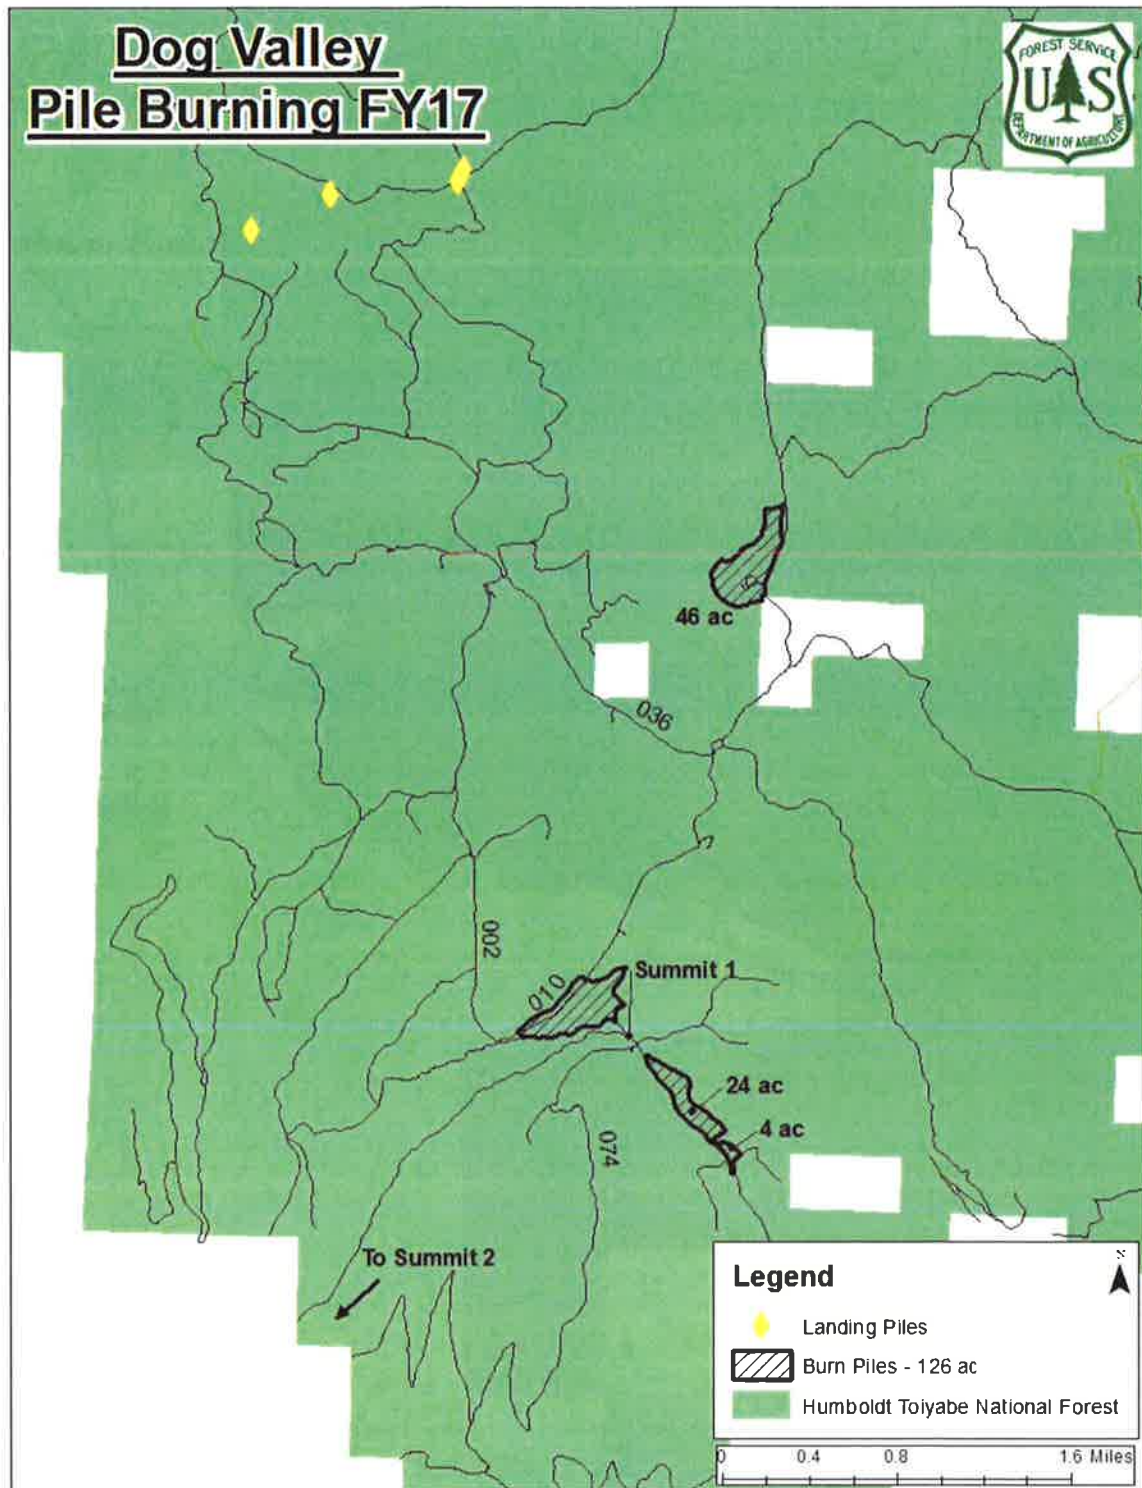 Dog Valley
Pile Burning FY17
FOREST SERVICE
US
DEPARTMENT OF AGRICULTURE
46 ac
036
002
010
Summit 1
24 ac
4 ac
074
To Summit 2
Legend
N
Landing Piles
Burn Piles - 126 ac
Humboldt Toiyabe National Forest
0 0.4 0.8 1.6 Miles